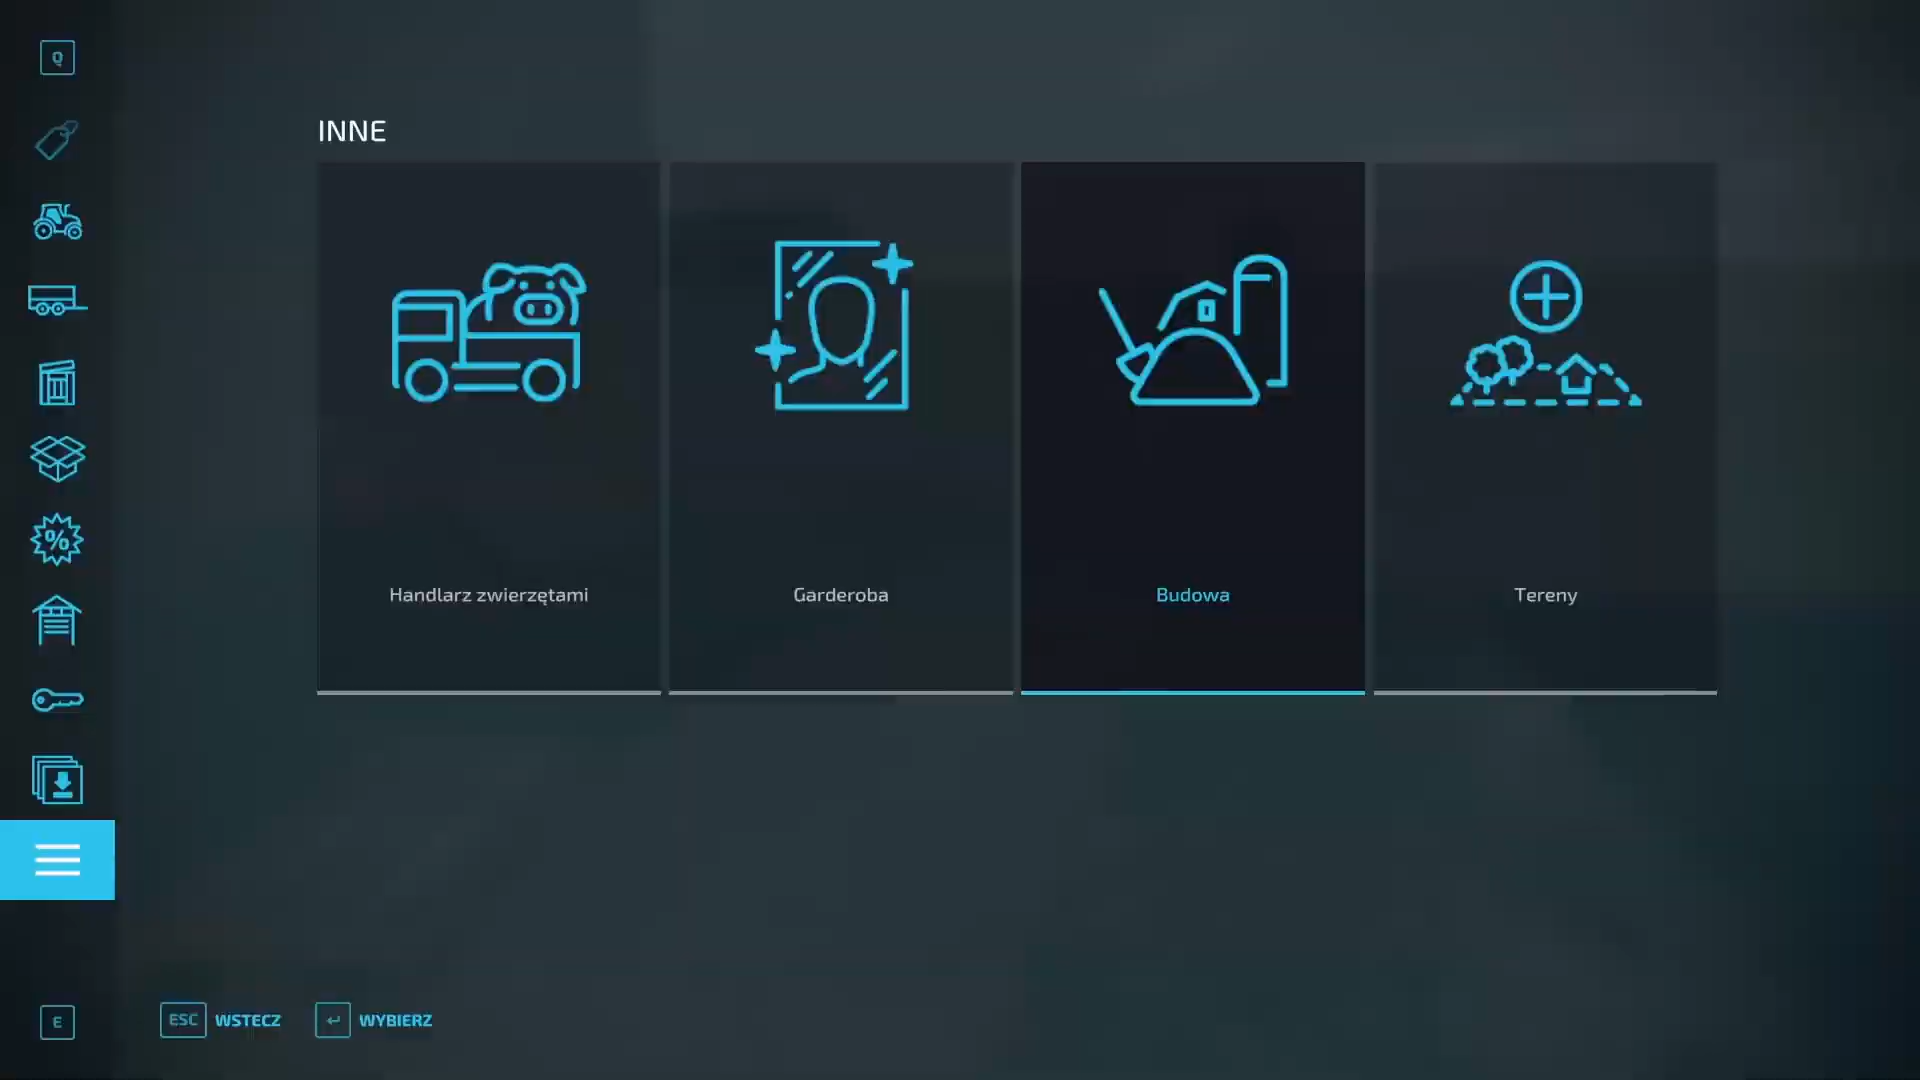 Q
INNE
%
Handlarz zwierzętami
Garderoba
Budowa
Tereny
E
ESC WSTECZ
↵ WYBIERZ